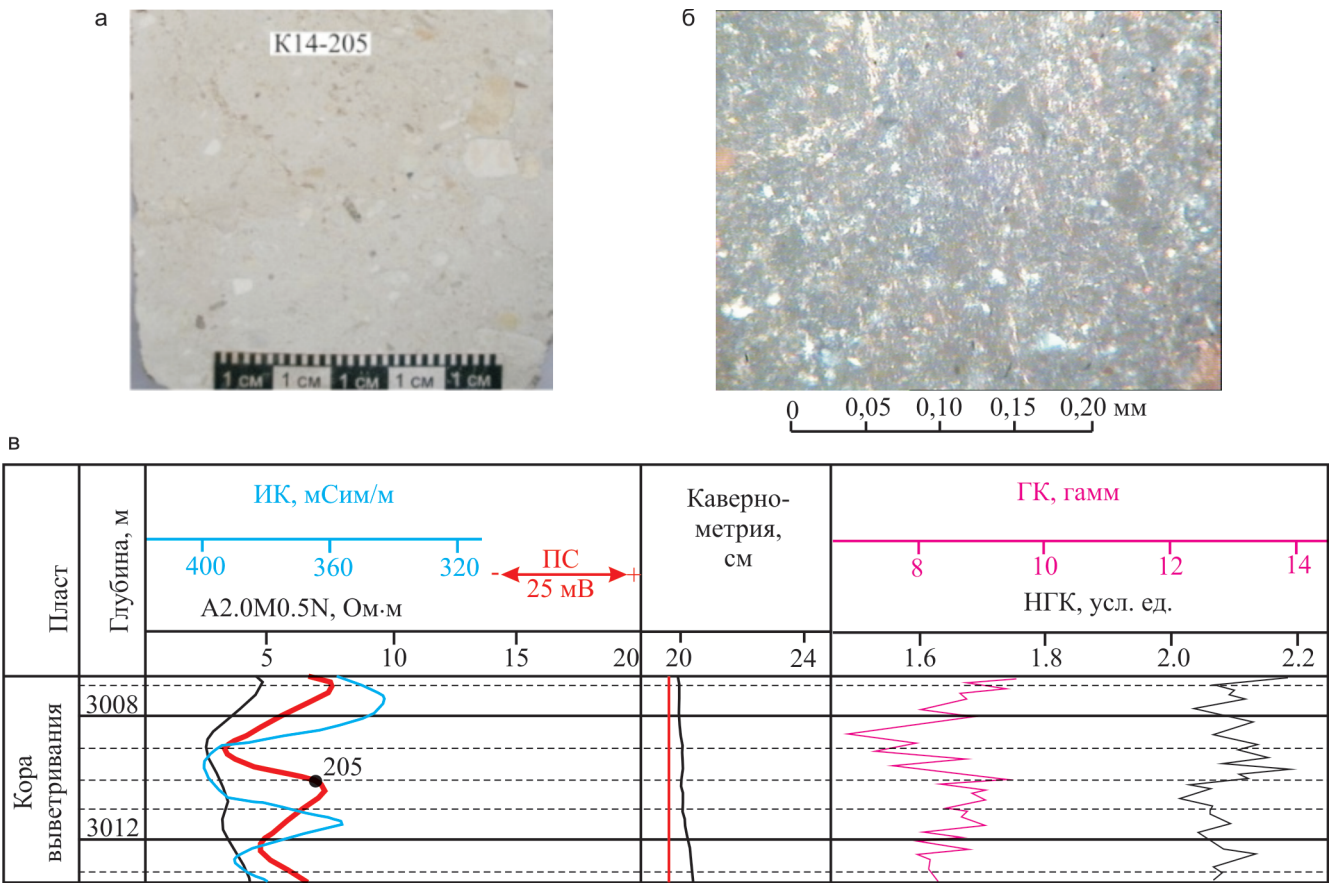 а
К14-205
1 СМ 1 СМ 1 СМ 1 СМ 1 СМ
б
0 0,05 0,10 0,15 0,20 мм
в
Пласт
Глубина, м
ИК, мСим/м
400 360 320
ПС
- +
25 мВ
A2.0M0.5N, Ом·м
5 10 15 20
Каверно-
метрия,
см
20 24
ГК, гамм
8 10 12 14
НГК, усл. ед.
1.6 1.8 2.0 2.2
Кора
выветривания
3008
205
3012